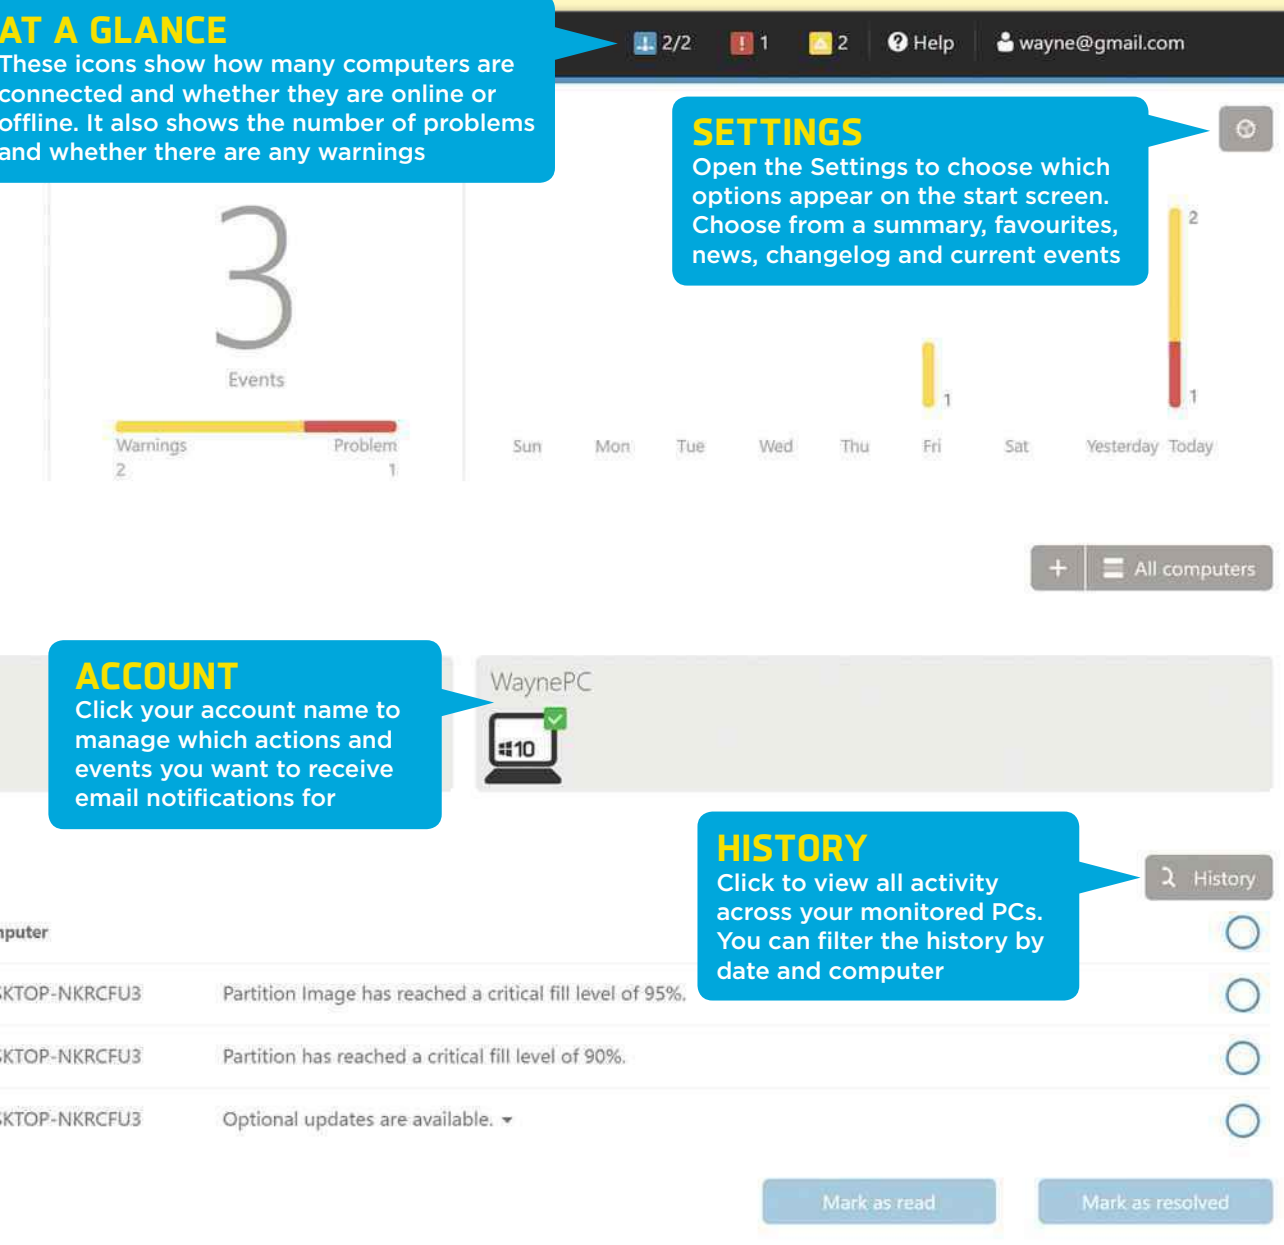 AT A GLANCE
These icons show how many computers are
connected and whether they are online or
offline. It also shows the number of problems
and whether there are any warnings
2/2 1 2 Help wayne@gmail.com
SETTINGS
Open the Settings to choose which
options appear on the start screen.
Choose from a summary, favourites,
news, changelog and current events
3
Events
Warnings Problem
2 1
2
1
1
Sun Mon Tue Wed Thu Fri Sat Yesterday Today
+ All computers
ACCOUNT
Click your account name to
manage which actions and
events you want to receive
email notifications for
WaynePC
10
HISTORY
Click to view all activity
across your monitored PCs.
You can filter the history by
date and computer
History
mputer
SKTOP-NKRCFU3 Partition Image has reached a critical fill level of 95%.
SKTOP-NKRCFU3 Partition has reached a critical fill level of 90%.
SKTOP-NKRCFU3 Optional updates are available.
Mark as read Mark as resolved